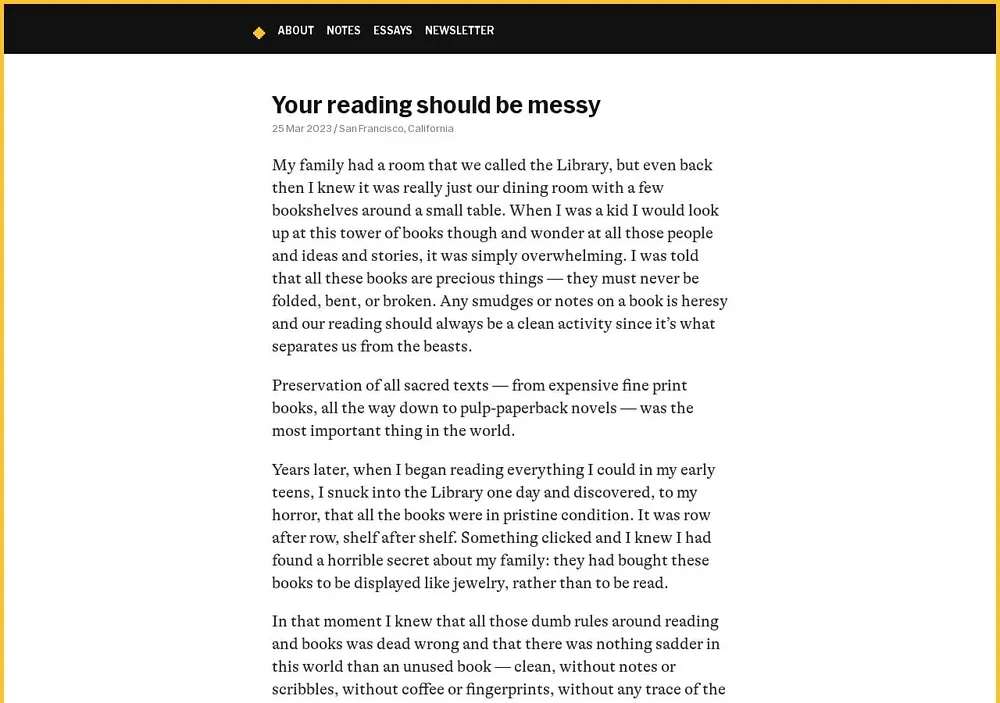 ABOUT NOTES ESSAYS NEWSLETTER
Your reading should be messy
25 Mar 2023 / San Francisco, California
My family had a room that we called the Library, but even back
then I knew it was really just our dining room with a few
bookshelves around a small table. When I was a kid I would look
up at this tower of books though and wonder at all those people
and ideas and stories, it was simply overwhelming. I was told
that all these books are precious things — they must never be
folded, bent, or broken. Any smudges or notes on a book is heresy
and our reading should always be a clean activity since it’s what
separates us from the beasts.
Preservation of all sacred texts — from expensive fine print
books, all the way down to pulp-paperback novels — was the
most important thing in the world.
Years later, when I began reading everything I could in my early
teens, I snuck into the Library one day and discovered, to my
horror, that all the books were in pristine condition. It was row
after row, shelf after shelf. Something clicked and I knew I had
found a horrible secret about my family: they had bought these
books to be displayed like jewelry, rather than to be read.
In that moment I knew that all those dumb rules around reading
and books was dead wrong and that there was nothing sadder in
this world than an unused book — clean, without notes or
scribbles, without coffee or fingerprints, without any trace of the